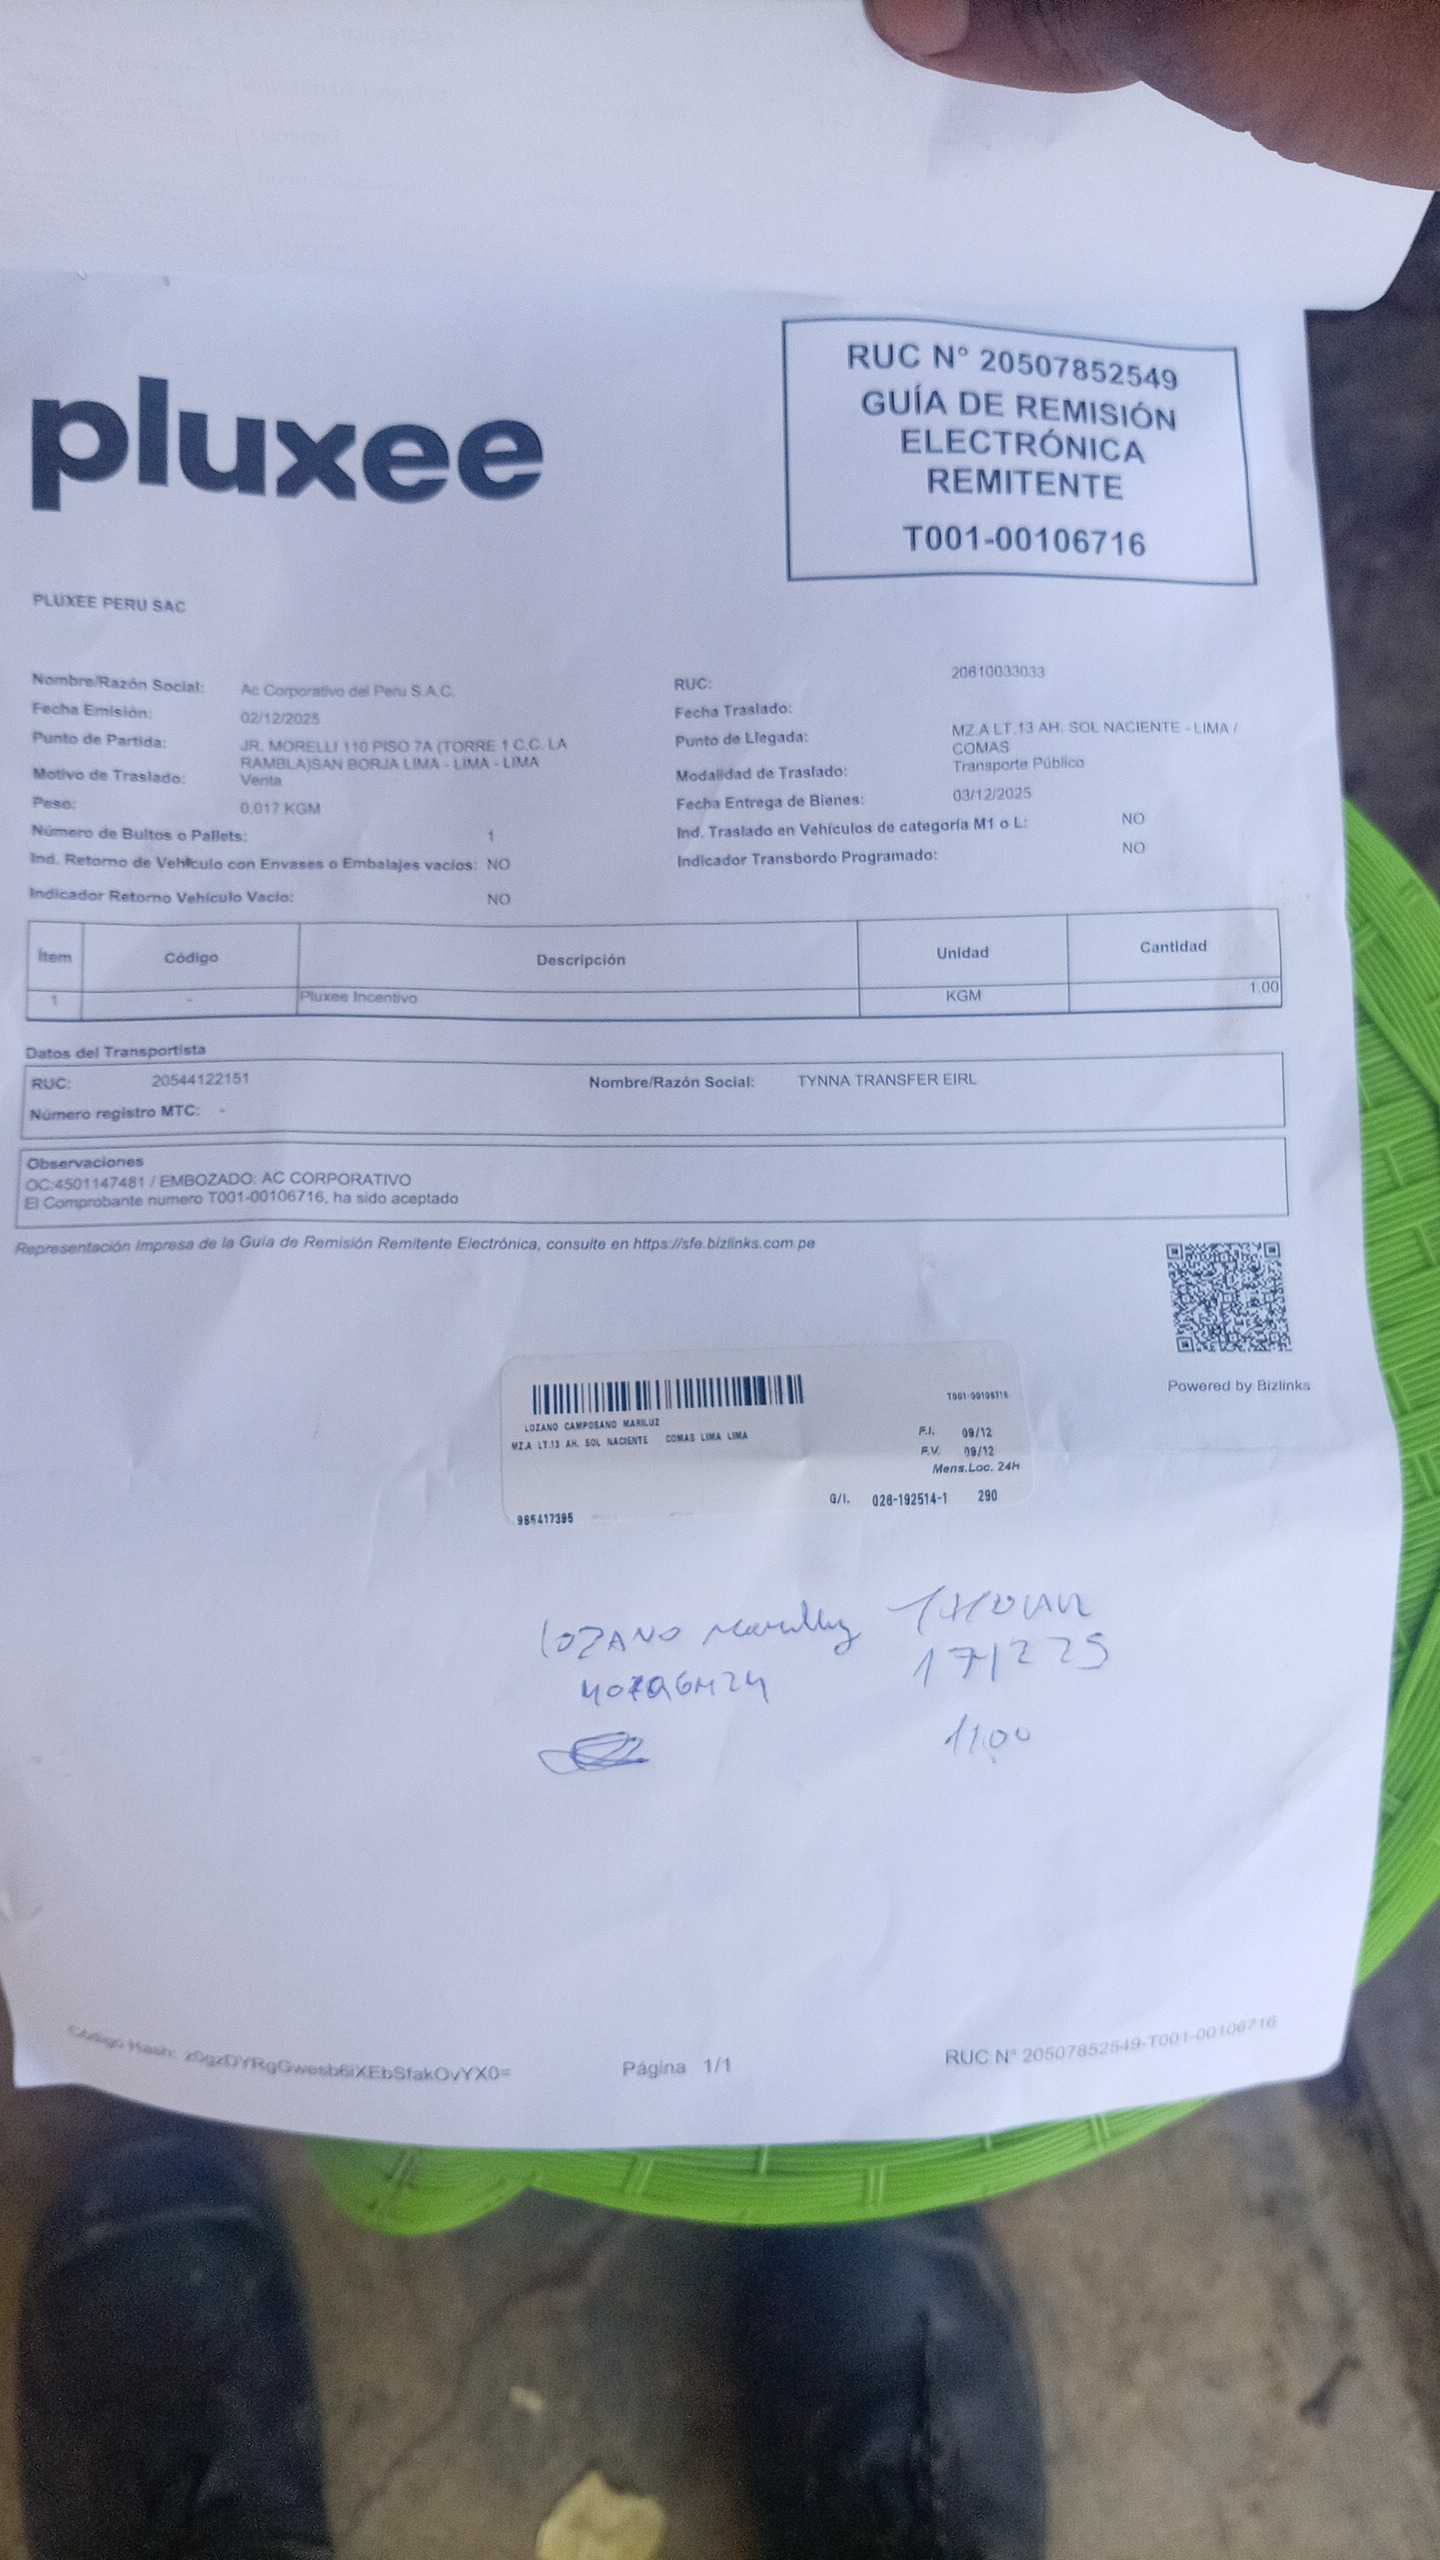 RUC N° 20507852549
GUÍA DE REMISIÓN
ELECTRÓNICA
REMITENTE
T001-00106716
pluxee
PLUXEE PERU SAC
Nombre/Razón Social: Ac Corporativo del Peru S.A.C.
RUC: 20610033033
Fecha Emisión: 02/12/2025
Fecha Traslado:
Punto de Partida: JR. MORELLI 110 PISO 7A (TORRE 1 C.C. LA
RAMBLA)SAN BORJA LIMA - LIMA - LIMA
Punto de Llegada: MZ.A LT.13 AH. SOL NACIENTE - LIMA /
COMAS
Motivo de Traslado: Venta
Modalidad de Traslado: Transporte Público
Peso: 0.017 KGM
Fecha Entrega de Bienes: 03/12/2025
Número de Bultos o Pallets: 1
Ind. Traslado en Vehículos de categoría M1 o L: NO
Ind. Retorno de Vehículo con Envases o Embalajes vacíos: NO
Indicador Transbordo Programado: NO
Indicador Retorno Vehículo Vacío: NO
Ítem Código Descripción Unidad Cantidad
1 - Pluxee Incentivo KGM 1.00
Datos del Transportista
RUC: 20544122151 Nombre/Razón Social: TYNNA TRANSFER EIRL
Número registro MTC: -
Observaciones
OC:4501147481 / EMBOZADO: AC CORPORATIVO
El Comprobante numero T001-00106716, ha sido aceptado
Representación Impresa de la Guía de Remisión Remitente Electrónica, consulte en https://sfe.bizlinks.com.pe
Powered by Bizlinks
T001-00106716
LOZANO CAMPOSANO MARILUZ
MZ.A LT.13 AH. SOL NACIENTE COMAS LIMA LIMA
F.I. 09/12
F.V. 09/12
Mens.Loc. 24H
G/I. 026-192514-1 290
985417395
LOZANO
171225
11.00
Código Hash:
Página 1/1
RUC N° 20507852549-T001-00106716